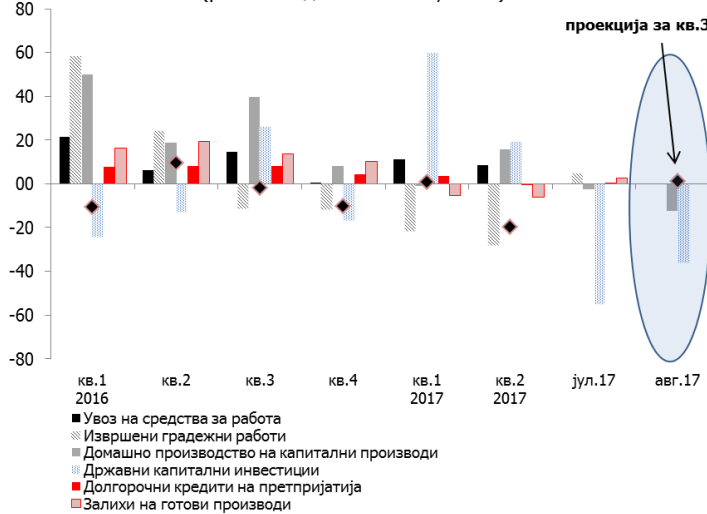 80
проекција за кв.3
60
40
20
00
-20
-40
-60
-80
кв.1 кв.2 кв.3 кв.4 кв.1 кв.2 јул.17 авг.17
2016 2017 2017
Увоз на средства за работа
Извршени градежни работи
Домашно производство на капитални производи
Државни капитални инвестиции
Долгорочни кредити на претпријатија
Залихи на готови производи